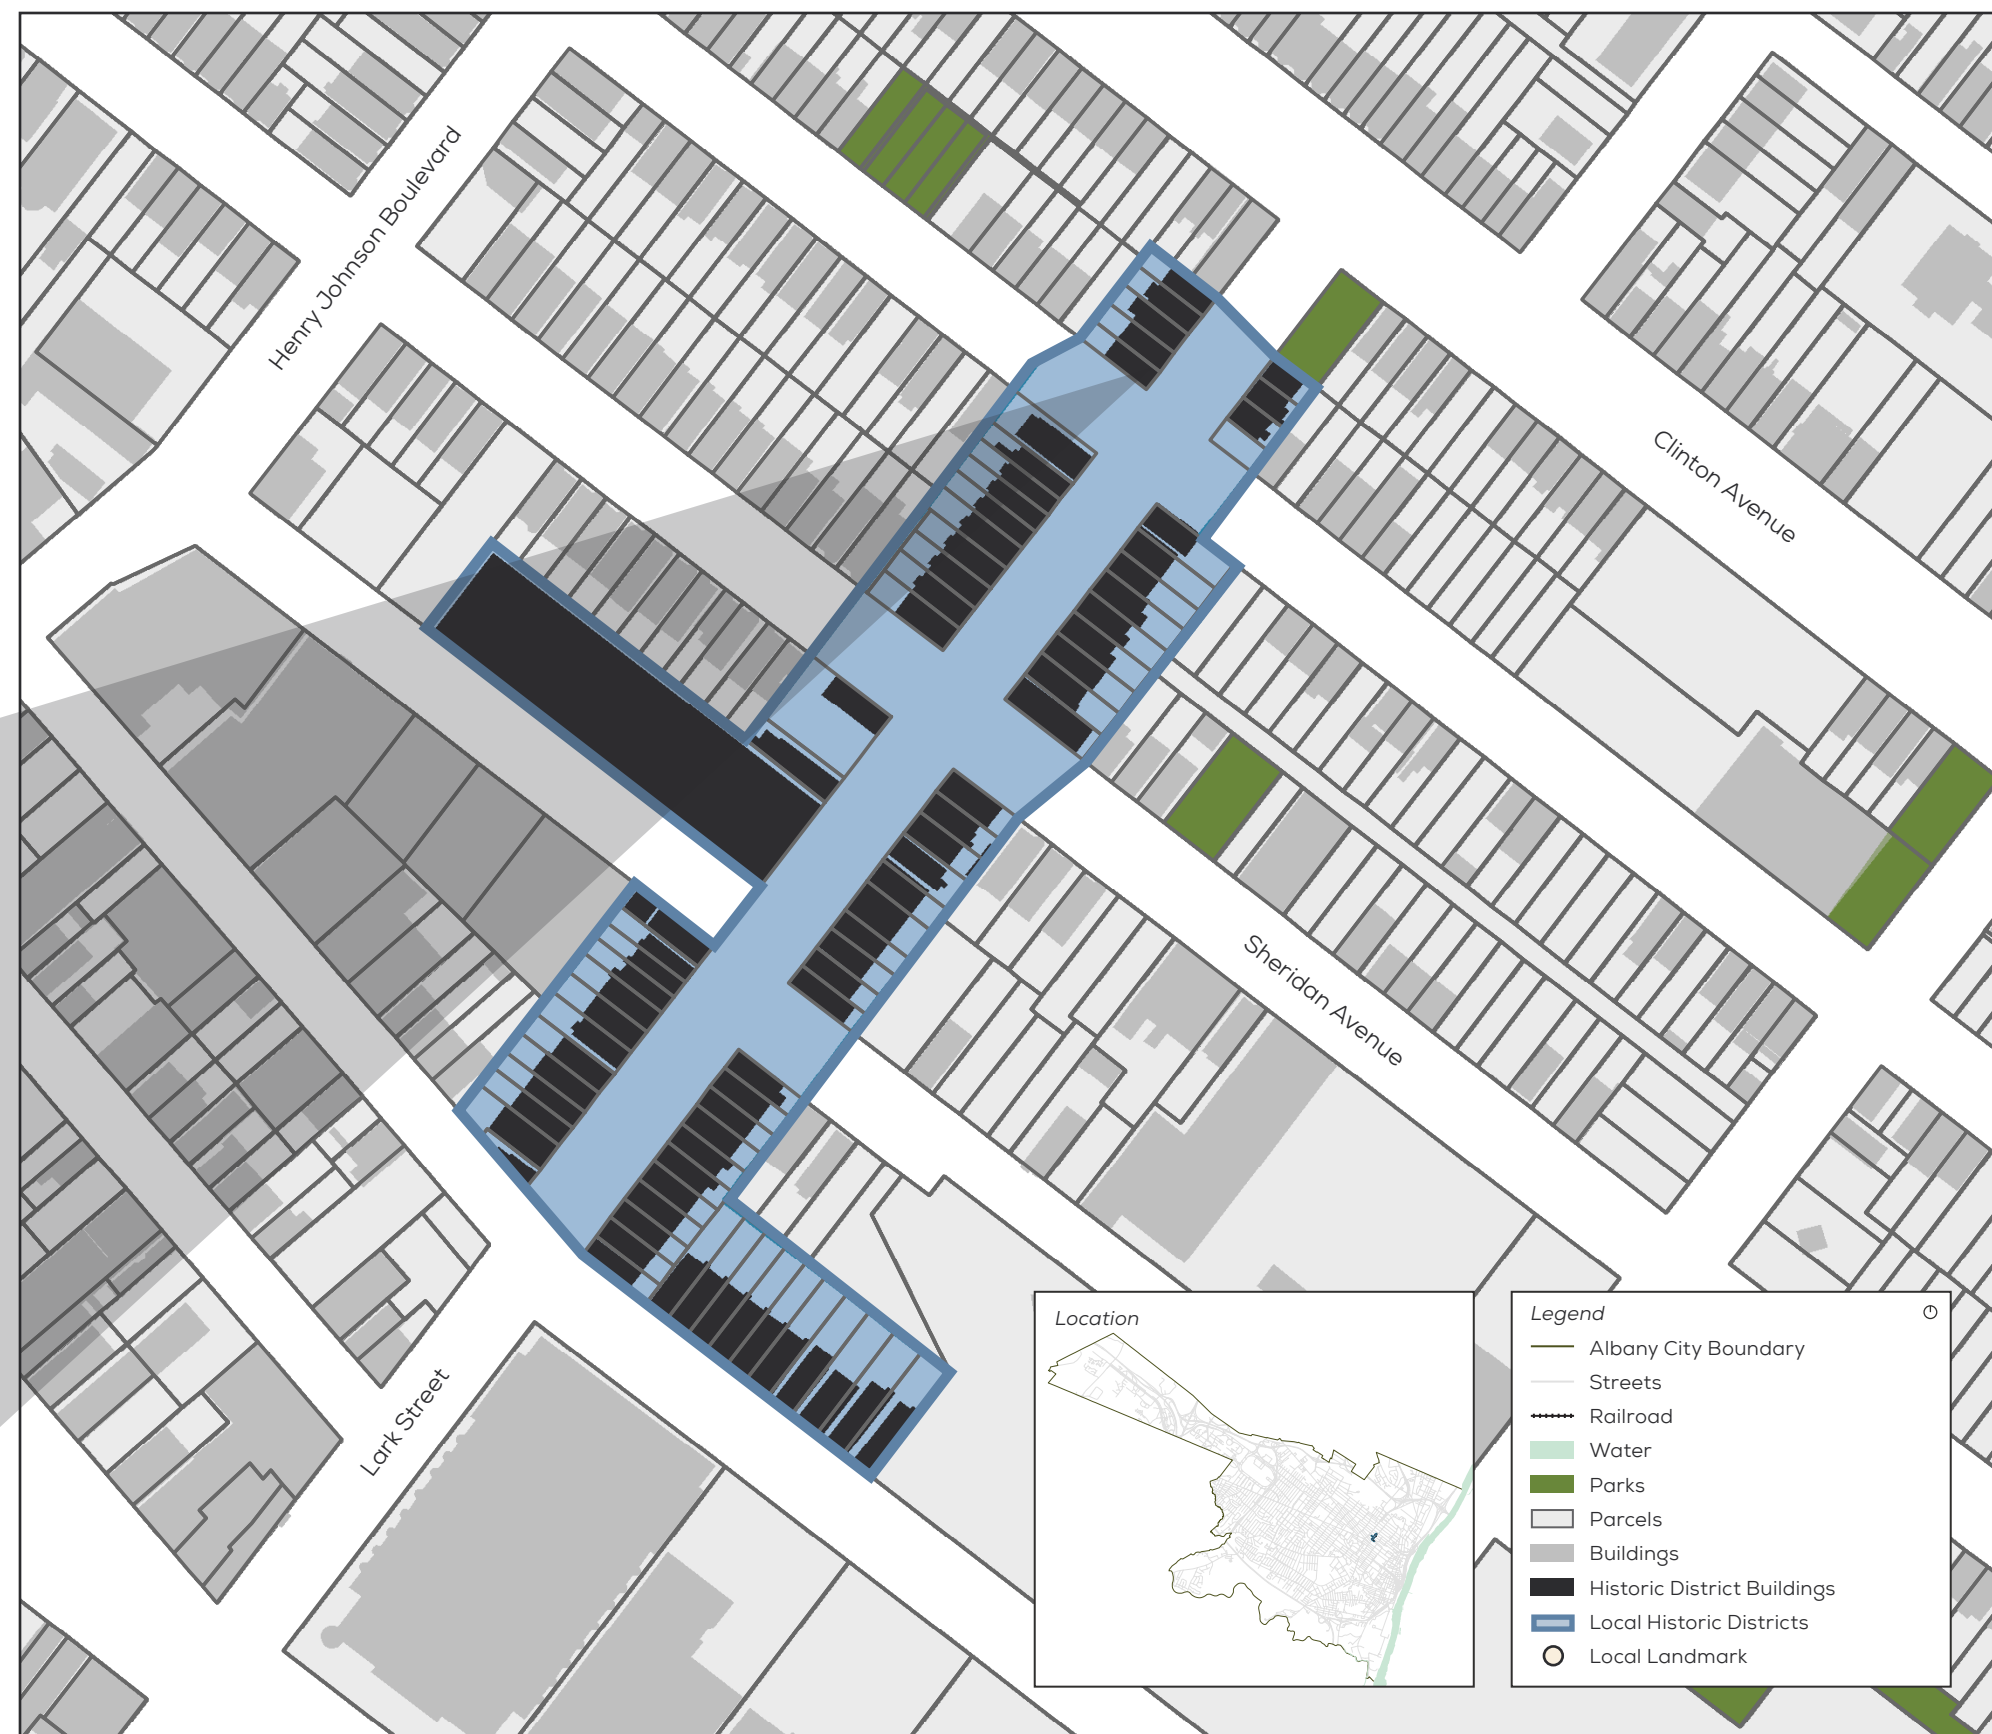 Henry Johnson Boulevard
Clinton Avenue
Sheridan Avenue
Lark Street
Location
Legend
Albany City Boundary
Streets
Railroad
Water
Parks
Parcels
Buildings
Historic District Buildings
Local Historic Districts
Local Landmark